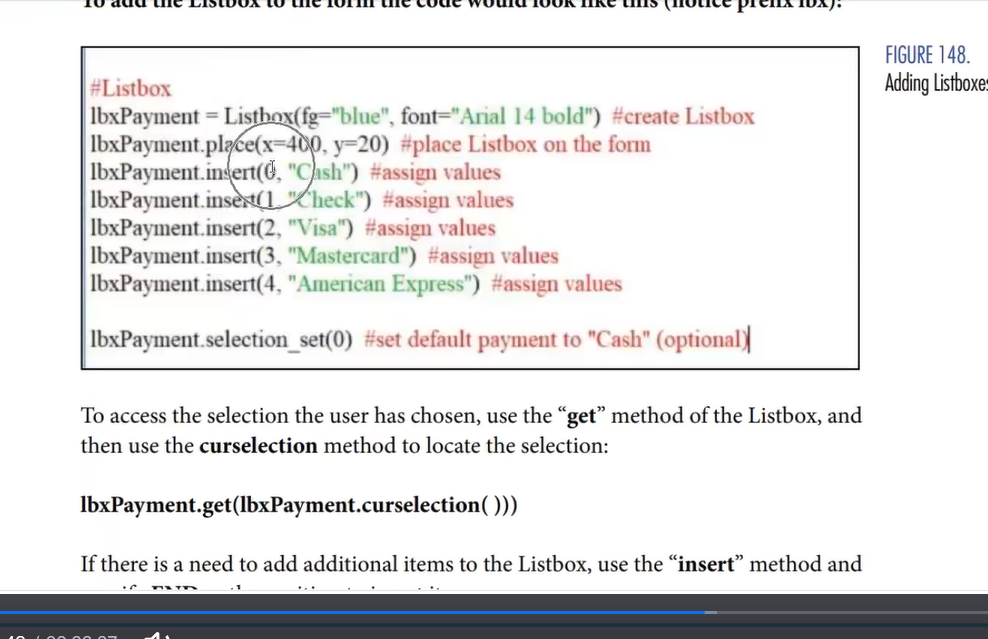 To add the Listbox to the form the code would look like this (notice prefix lbx):
FIGURE 148.
Adding Listboxes
#Listbox
lbxPayment = Listbox(fg="blue", font="Arial 14 bold") #create Listbox
lbxPayment.place(x=400, y=20) #place Listbox on the form
lbxPayment.insert(0, "Cash") #assign values
lbxPayment.insert(1, "Check") #assign values
lbxPayment.insert(2, "Visa") #assign values
lbxPayment.insert(3, "Mastercard") #assign values
lbxPayment.insert(4, "American Express") #assign values
lbxPayment.selection_set(0) #set default payment to "Cash" (optional)
To access the selection the user has chosen, use the “get” method of the Listbox, and
then use the curselection method to locate the selection:
lbxPayment.get(lbxPayment.curselection( )))
If there is a need to add additional items to the Listbox, use the “insert” method and